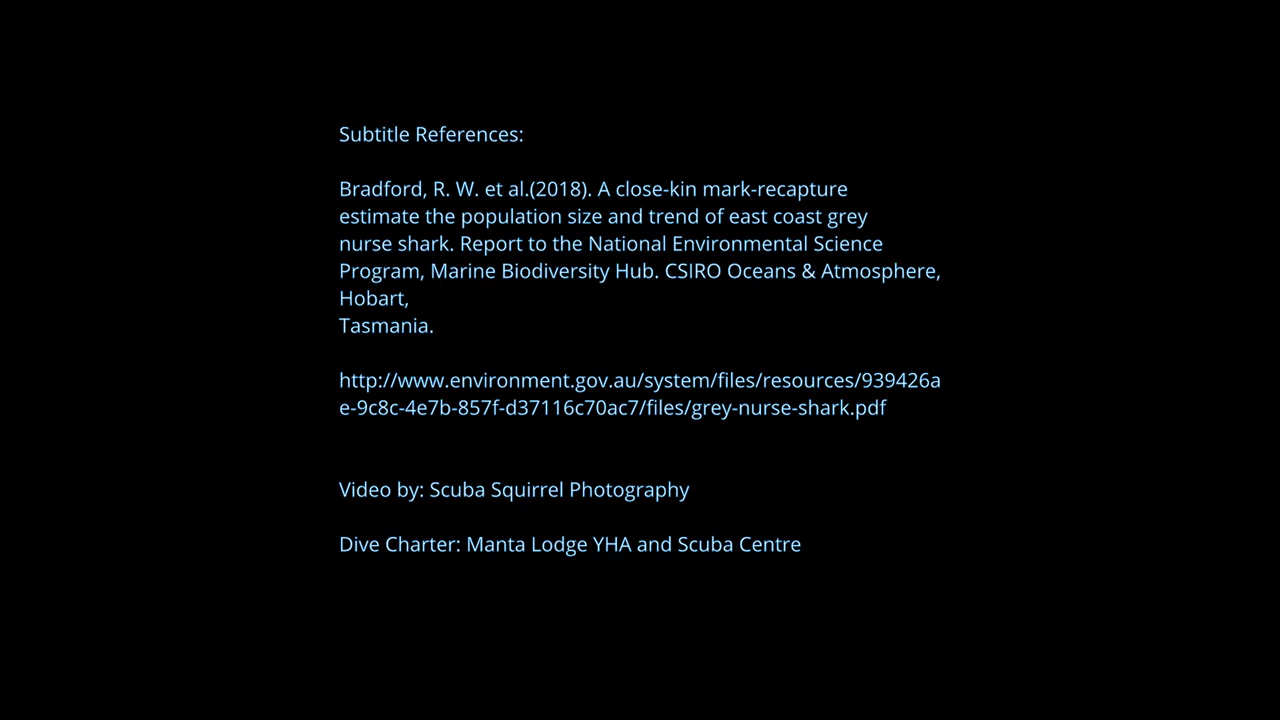 Subtitle References:
Bradford, R. W. et al.(2018). A close-kin mark-recapture
estimate the population size and trend of east coast grey
nurse shark. Report to the National Environmental Science
Program, Marine Biodiversity Hub. CSIRO Oceans & Atmosphere,
Hobart,
Tasmania.
http://www.environment.gov.au/system/files/resources/939426a
e-9c8c-4e7b-857f-d37116c70ac7/files/grey-nurse-shark.pdf
Video by: Scuba Squirrel Photography
Dive Charter: Manta Lodge YHA and Scuba Centre